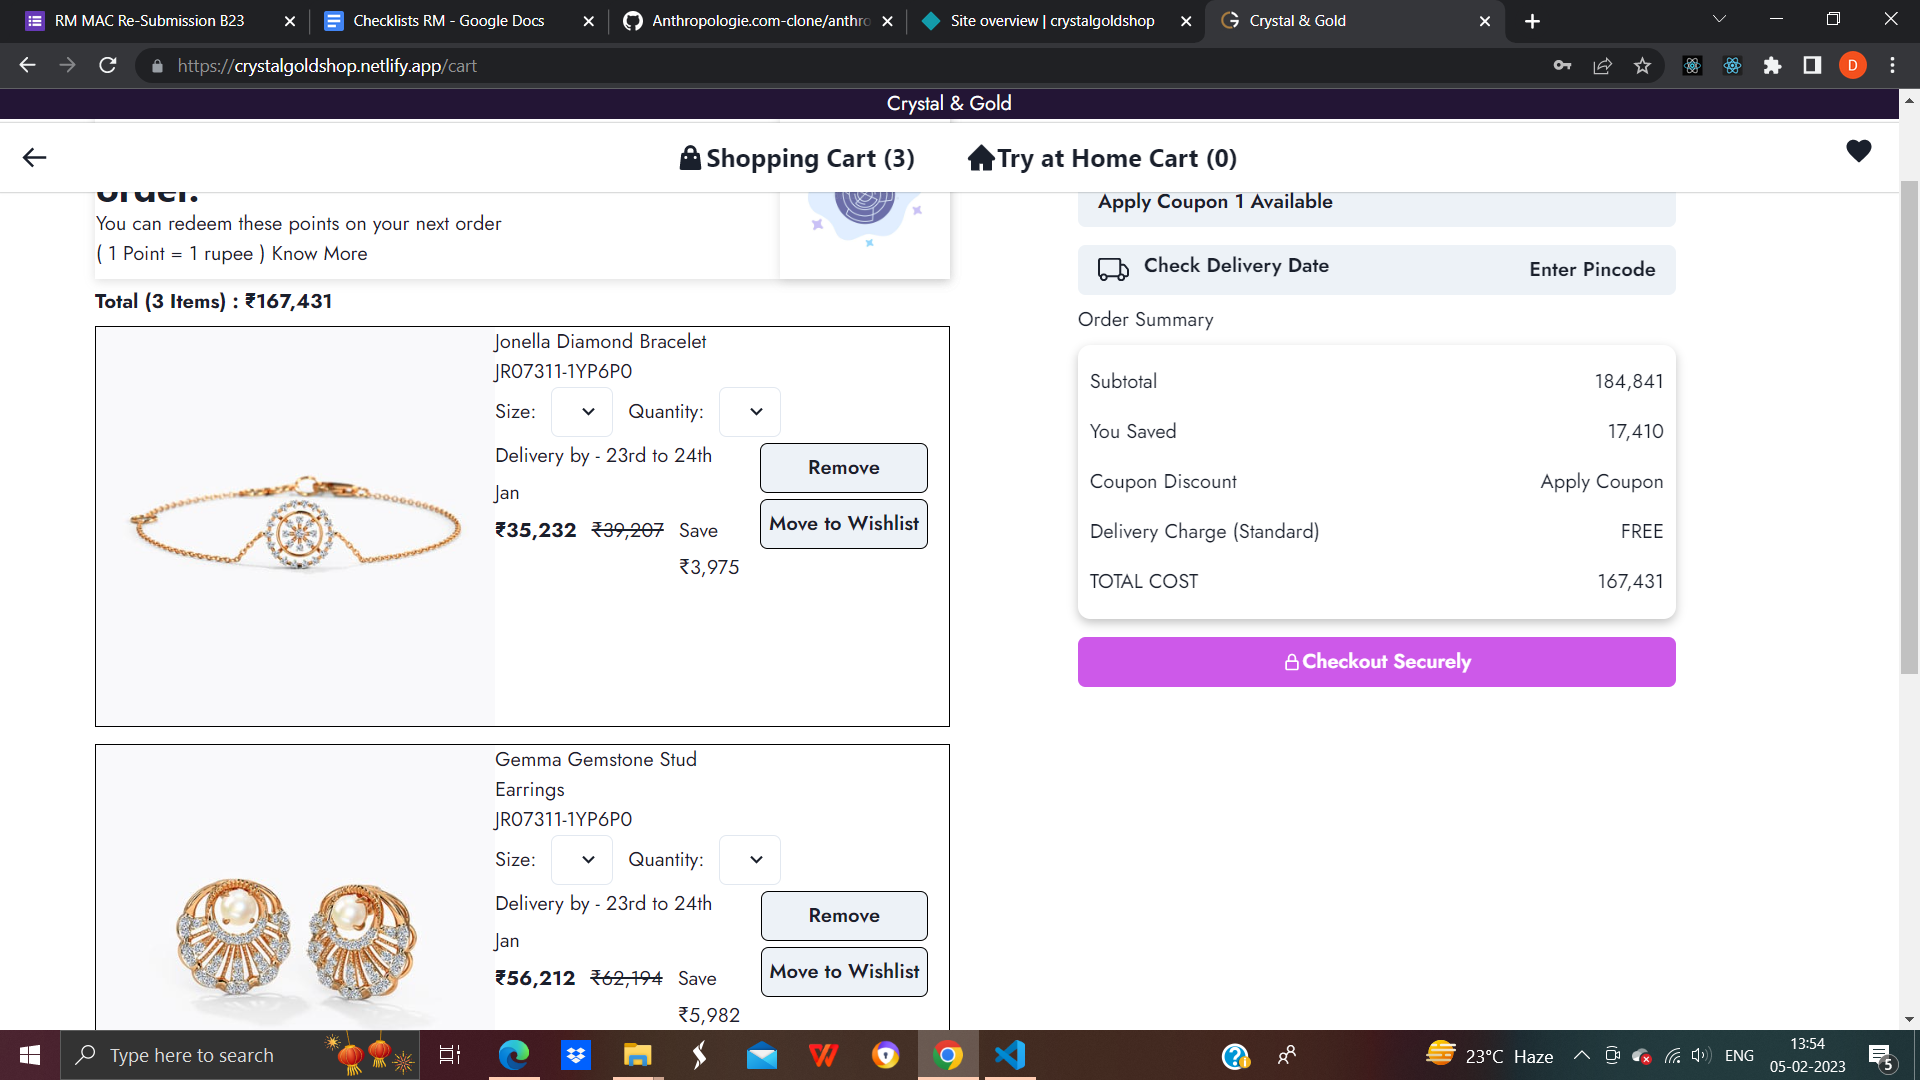 RM MAC Re-Submission B23
Checklists RM - Google Docs
Anthropologie.com-clone/anthro
Site overview | crystalgoldshop
Crystal & Gold
https://crystalgoldshop.netlify.app/cart
D
Crystal & Gold
Shopping Cart (3)
Try at Home Cart (0)
order.
You can redeem these points on your next order
( 1 Point = 1 rupee ) Know More
Total (3 Items) : ₹167,431
Jonella Diamond Bracelet
JR07311-1YP6P0
Size:
Quantity:
Delivery by - 23rd to 24th
Jan
₹35,232 ₹39,207 Save
₹3,975
Remove
Move to Wishlist
Gemma Gemstone Stud
Earrings
JR07311-1YP6P0
Size:
Quantity:
Delivery by - 23rd to 24th
Jan
₹56,212 ₹62,194 Save
₹5,982
Remove
Move to Wishlist
Apply Coupon 1 Available
Check Delivery Date
Enter Pincode
Order Summary
Subtotal 184,841
You Saved 17,410
Coupon Discount Apply Coupon
Delivery Charge (Standard) FREE
TOTAL COST 167,431
Checkout Securely
Type here to search
23°C Haze
ENG
13:54
05-02-2023
5